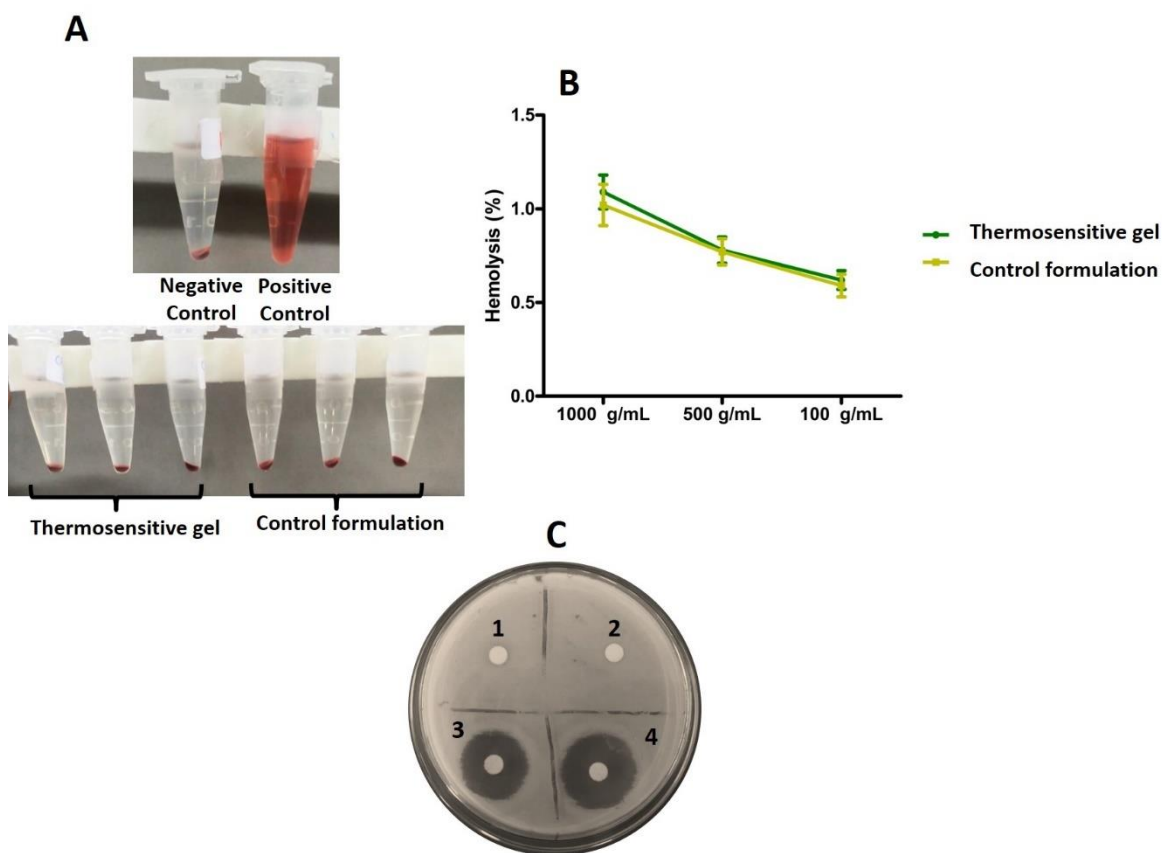 A
Negative Control
Positive Control
Thermosensitive gel
Control formulation
B
Hemolysis (%)
1.5
1.0
0.5
0.0
1000 g/mL
500 g/mL
100 g/mL
Thermosensitive gel
Control formulation
C
1
2
3
4